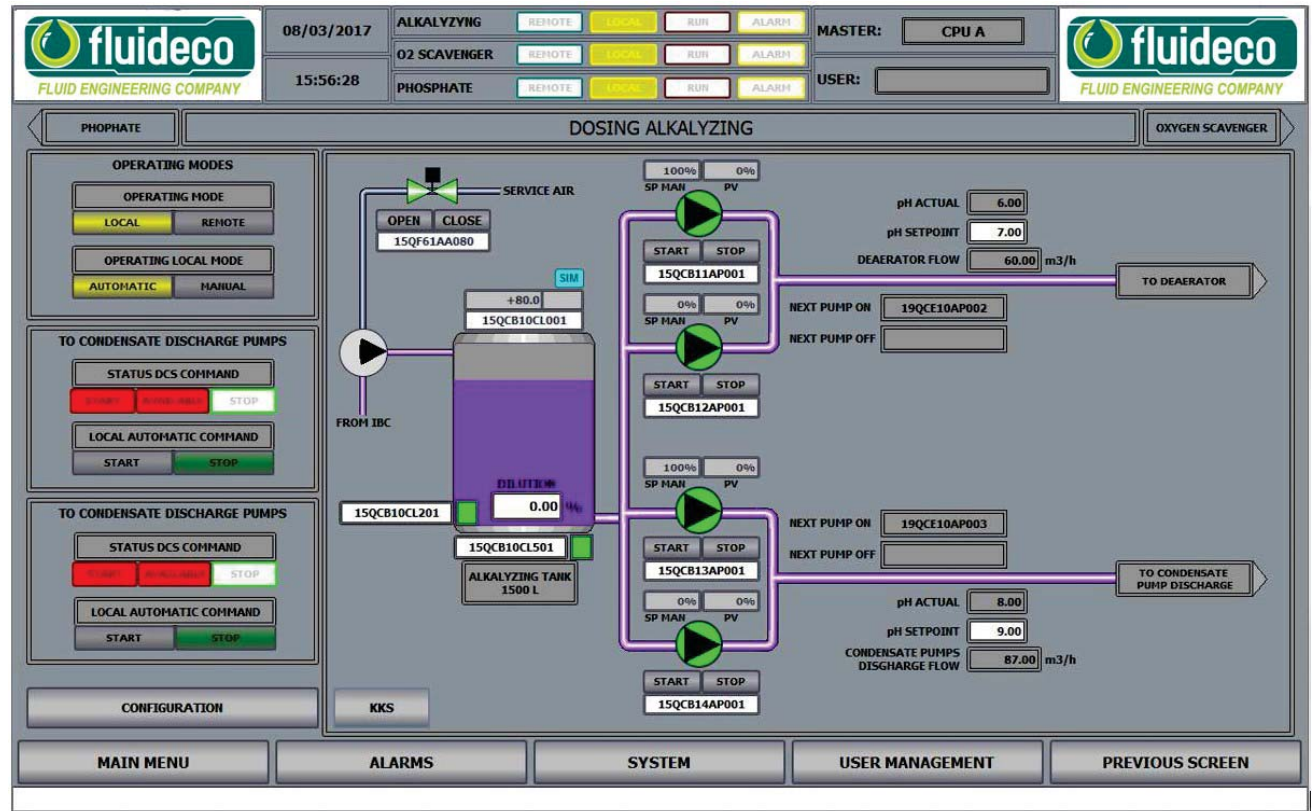 fluideco
FLUID ENGINEERING COMPANY
08/03/2017
15:56:28
ALKALYZYNG REMOTE LOCAL RUN ALARM
O2 SCAVENGER REMOTE LOCAL RUN ALARM
PHOSPHATE REMOTE LOCAL RUN ALARM
MASTER: CPU A
USER:
fluideco
FLUID ENGINEERING COMPANY
PHOPHATE
DOSING ALKALYZING
OXYGEN SCAVENGER
OPERATING MODES
OPERATING MODE
LOCAL REMOTE
OPERATING LOCAL MODE
AUTOMATIC MANUAL
TO CONDENSATE DISCHARGE PUMPS
STATUS DCS COMMAND
START AVAILABLE STOP
LOCAL AUTOMATIC COMMAND
START STOP
TO CONDENSATE DISCHARGE PUMPS
STATUS DCS COMMAND
START AVAILABLE STOP
LOCAL AUTOMATIC COMMAND
START STOP
CONFIGURATION
SERVICE AIR
OPEN CLOSE
15QF61AA080
SIM
+80.0
15QCB10CL001
FROM IBC
DILUTION
0.00 %
15QCB10CL201
15QCB10CL501
ALKALYZING TANK
1500 L
KKS
100% 0%
SP MAN PV
START STOP
15QCB11AP001
0% 0%
SP MAN PV
START STOP
15QCB12AP001
100% 0%
SP MAN PV
START STOP
15QCB13AP001
0% 0%
SP MAN PV
START STOP
15QCB14AP001
pH ACTUAL 6.00
pH SETPOINT 7.00
DEAERATOR FLOW 60.00 m3/h
TO DEAERATOR
NEXT PUMP ON 19QCE10AP002
NEXT PUMP OFF
NEXT PUMP ON 19QCE10AP003
NEXT PUMP OFF
TO CONDENSATE
PUMP DISCHARGE
pH ACTUAL 8.00
pH SETPOINT 9.00
CONDENSATE PUMPS
DISGHARGE FLOW 87.00 m3/h
MAIN MENU
ALARMS
SYSTEM
USER MANAGEMENT
PREVIOUS SCREEN